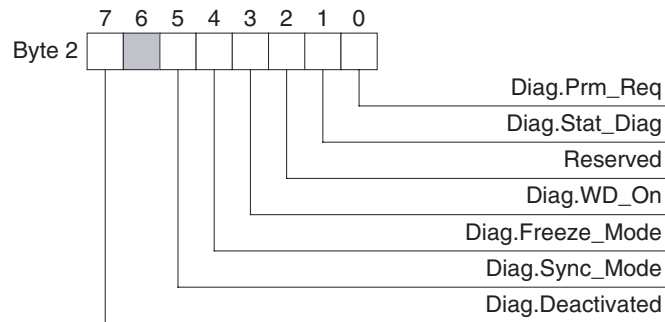 7 6 5 4 3 2 1 0
Byte 2
Diag.Prm_Req
Diag.Stat_Diag
Reserved
Diag.WD_On
Diag.Freeze_Mode
Diag.Sync_Mode
Diag.Deactivated